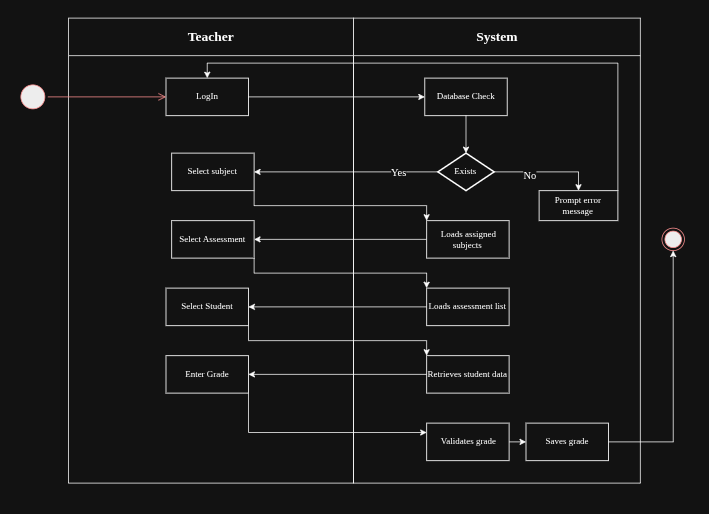 Teacher
System
LogIn
Database Check
Select subject
Yes
Exists
No
Prompt error
message
Select Assessment
Loads assigned
subjects
Select Student
Loads assessment list
Enter Grade
Retrieves student data
Validates grade
Saves grade